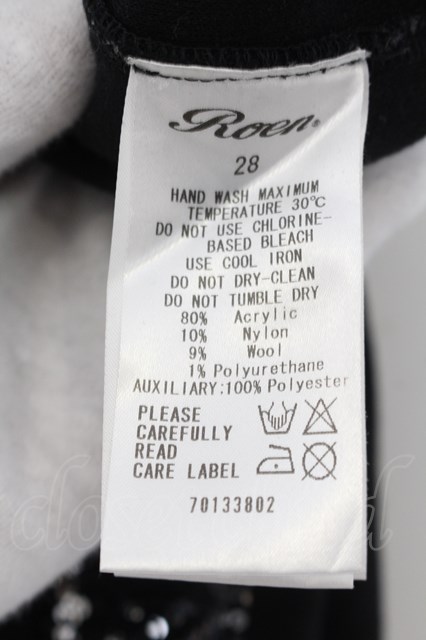 Roen
28
HAND WASH MAXIMUM
TEMPERATURE 30℃
DO NOT USE CHLORINE-
BASED BLEACH
USE COOL IRON
DO NOT DRY-CLEAN
DO NOT TUMBLE DRY
80% Acrylic
10% Nylon
9% Wool
1% Polyurethane
AUXILIARY:100% Polyester
PLEASE
CAREFULLY
READ
CARE LABEL
70133802